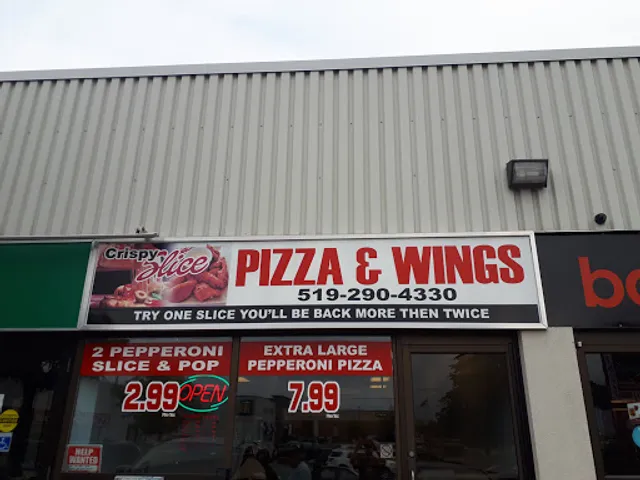 Crispy
Slice
PIZZA & WINGS
519-290-4330
TRY ONE SLICE YOU'LL BE BACK MORE THEN TWICE
2 PEPPERONI
SLICE & POP
2.99
OPEN
EXTRA LARGE
PEPPERONI PIZZA
7.99
HELP
WANTED